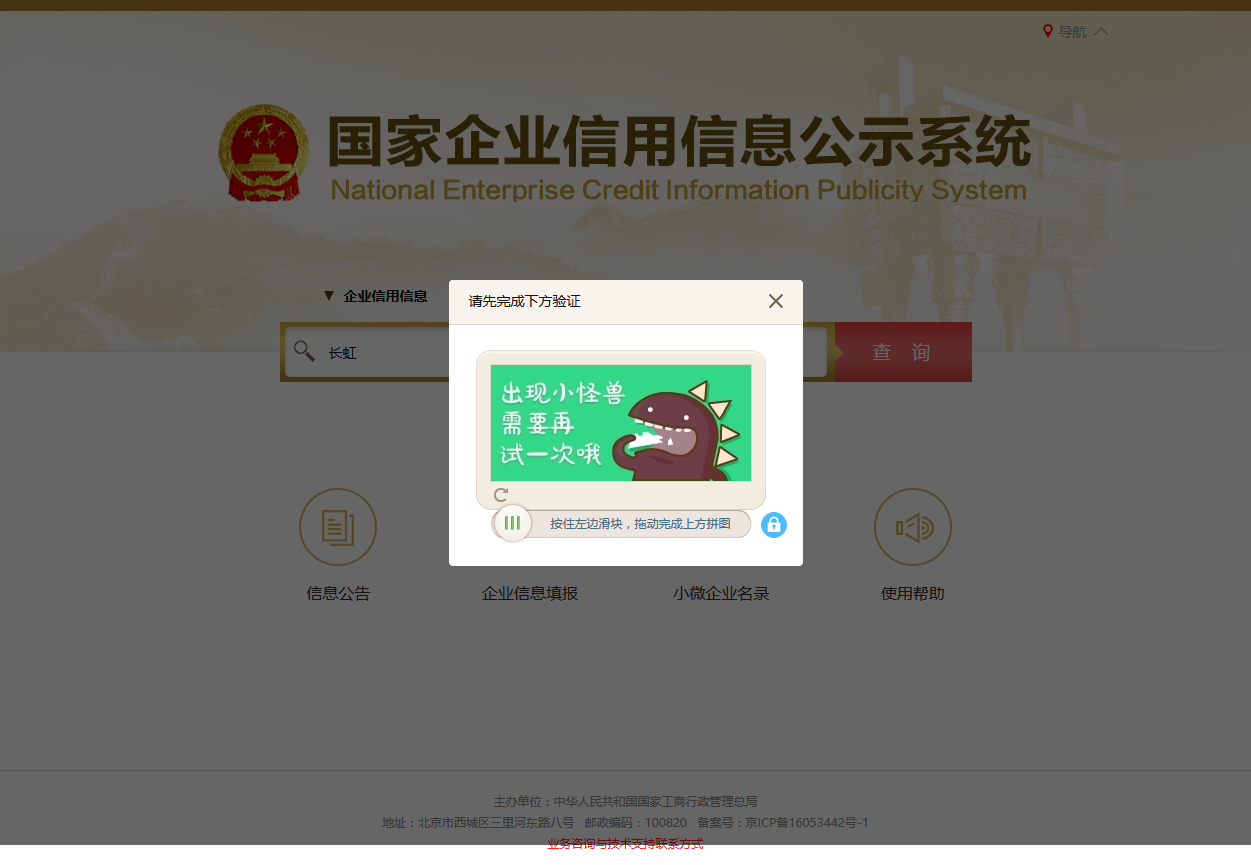 导航
国家企业信用信息公示系统
National Enterprise Credit Information Publicity System
▼ 企业信用信息
请先完成下方验证
长虹
查 询
出现小怪兽
需要再
试一次哦
按住左边滑块，拖动完成上方拼图
信息公告
企业信息填报
小微企业名录
使用帮助
主办单位：中华人民共和国国家工商行政管理总局
地址：北京市西城区三里河东路八号 邮政编码：100820 备案号：京ICP备16053442号-1
业务咨询与技术支持联系方式